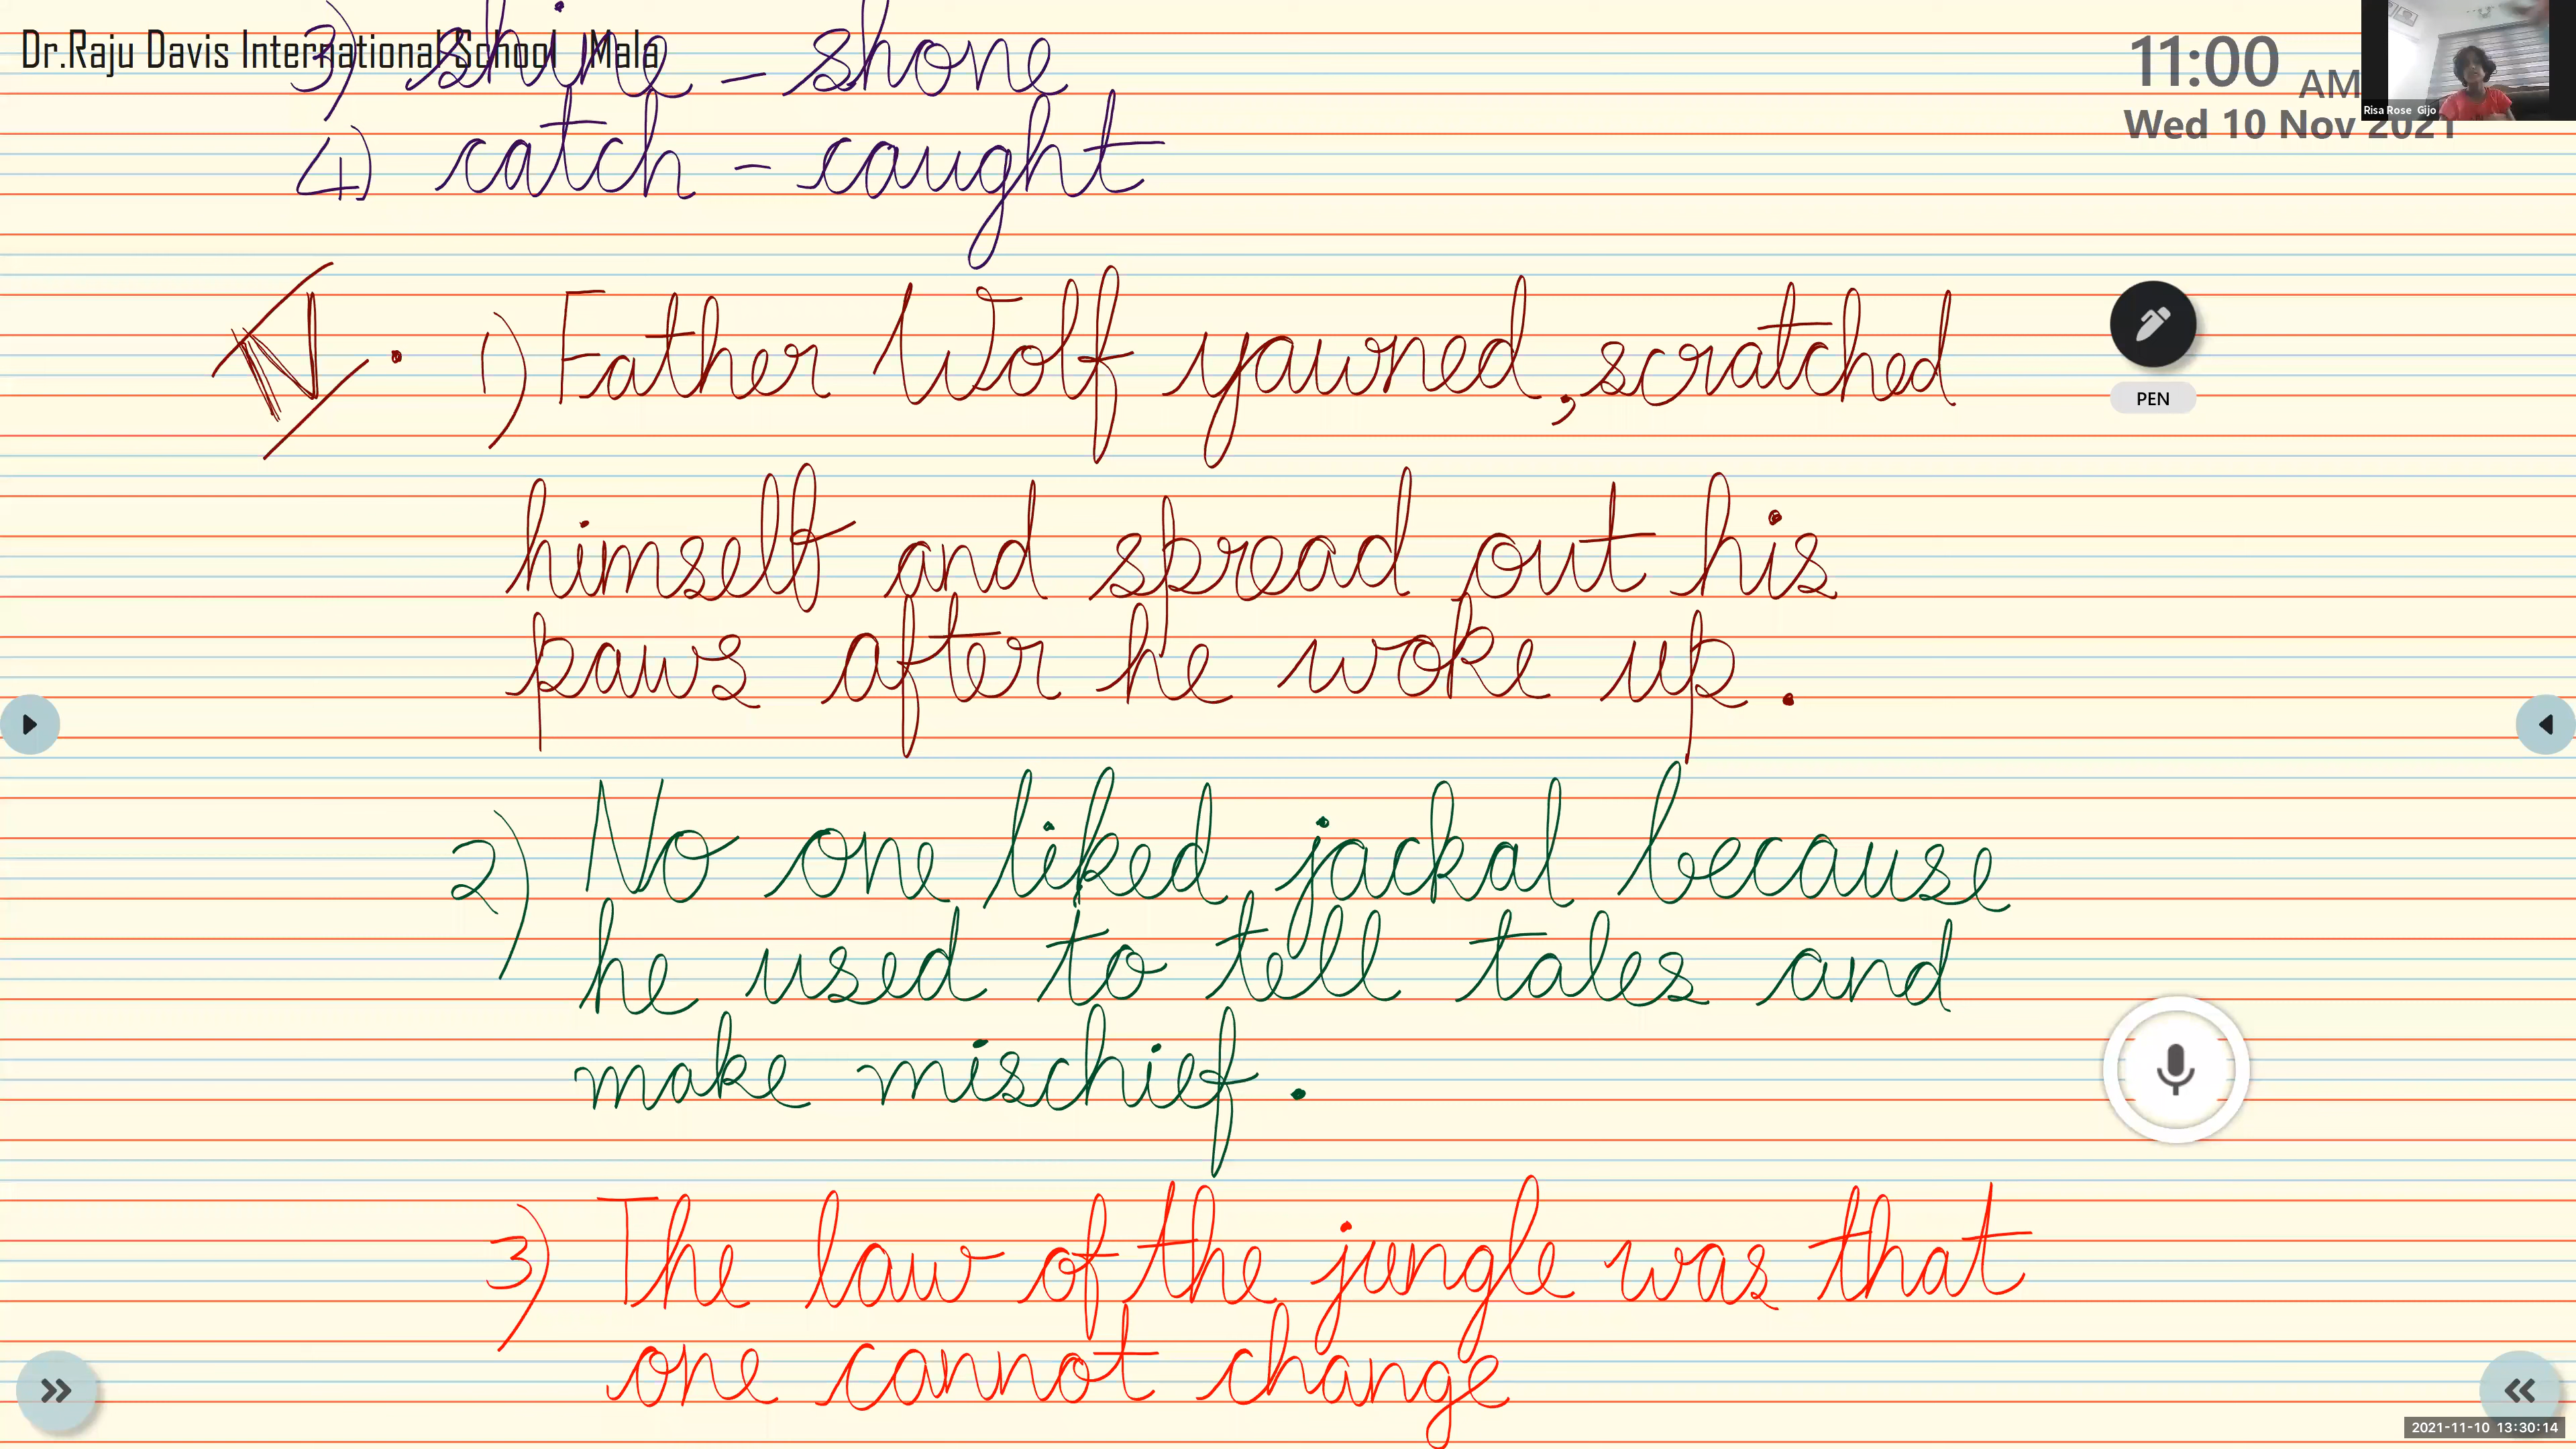 Dr.Raju Davis International School Mala
3) shine - shone
11:00 AM
Risa Rose Gijo
Wed 10 Nov 2021
4) catch - caught
IV. 1) Father Wolf yawned, scratched
PEN
himself and spread out his
paws after he woke up.
2) No one liked jackal because
he used to tell tales and
make mischief.
3) The law of the jungle was that
one cannot change
2021-11-10 13:30:14